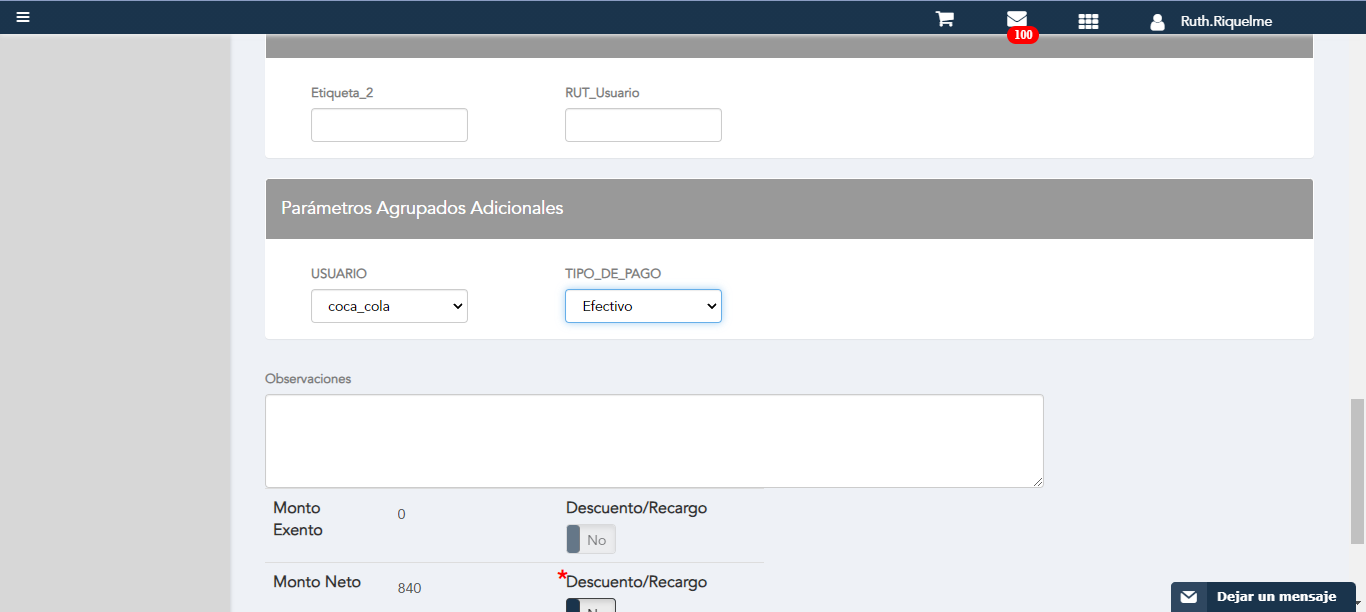 Ruth.Riquelme
100
Etiqueta_2 RUT_Usuario
Parámetros Agrupados Adicionales
USUARIO TIPO_DE_PAGO
coca_cola Efectivo
Observaciones
Monto Exento 0 Descuento/Recargo
No
Monto Neto 840 *Descuento/Recargo
Dejar un mensaje